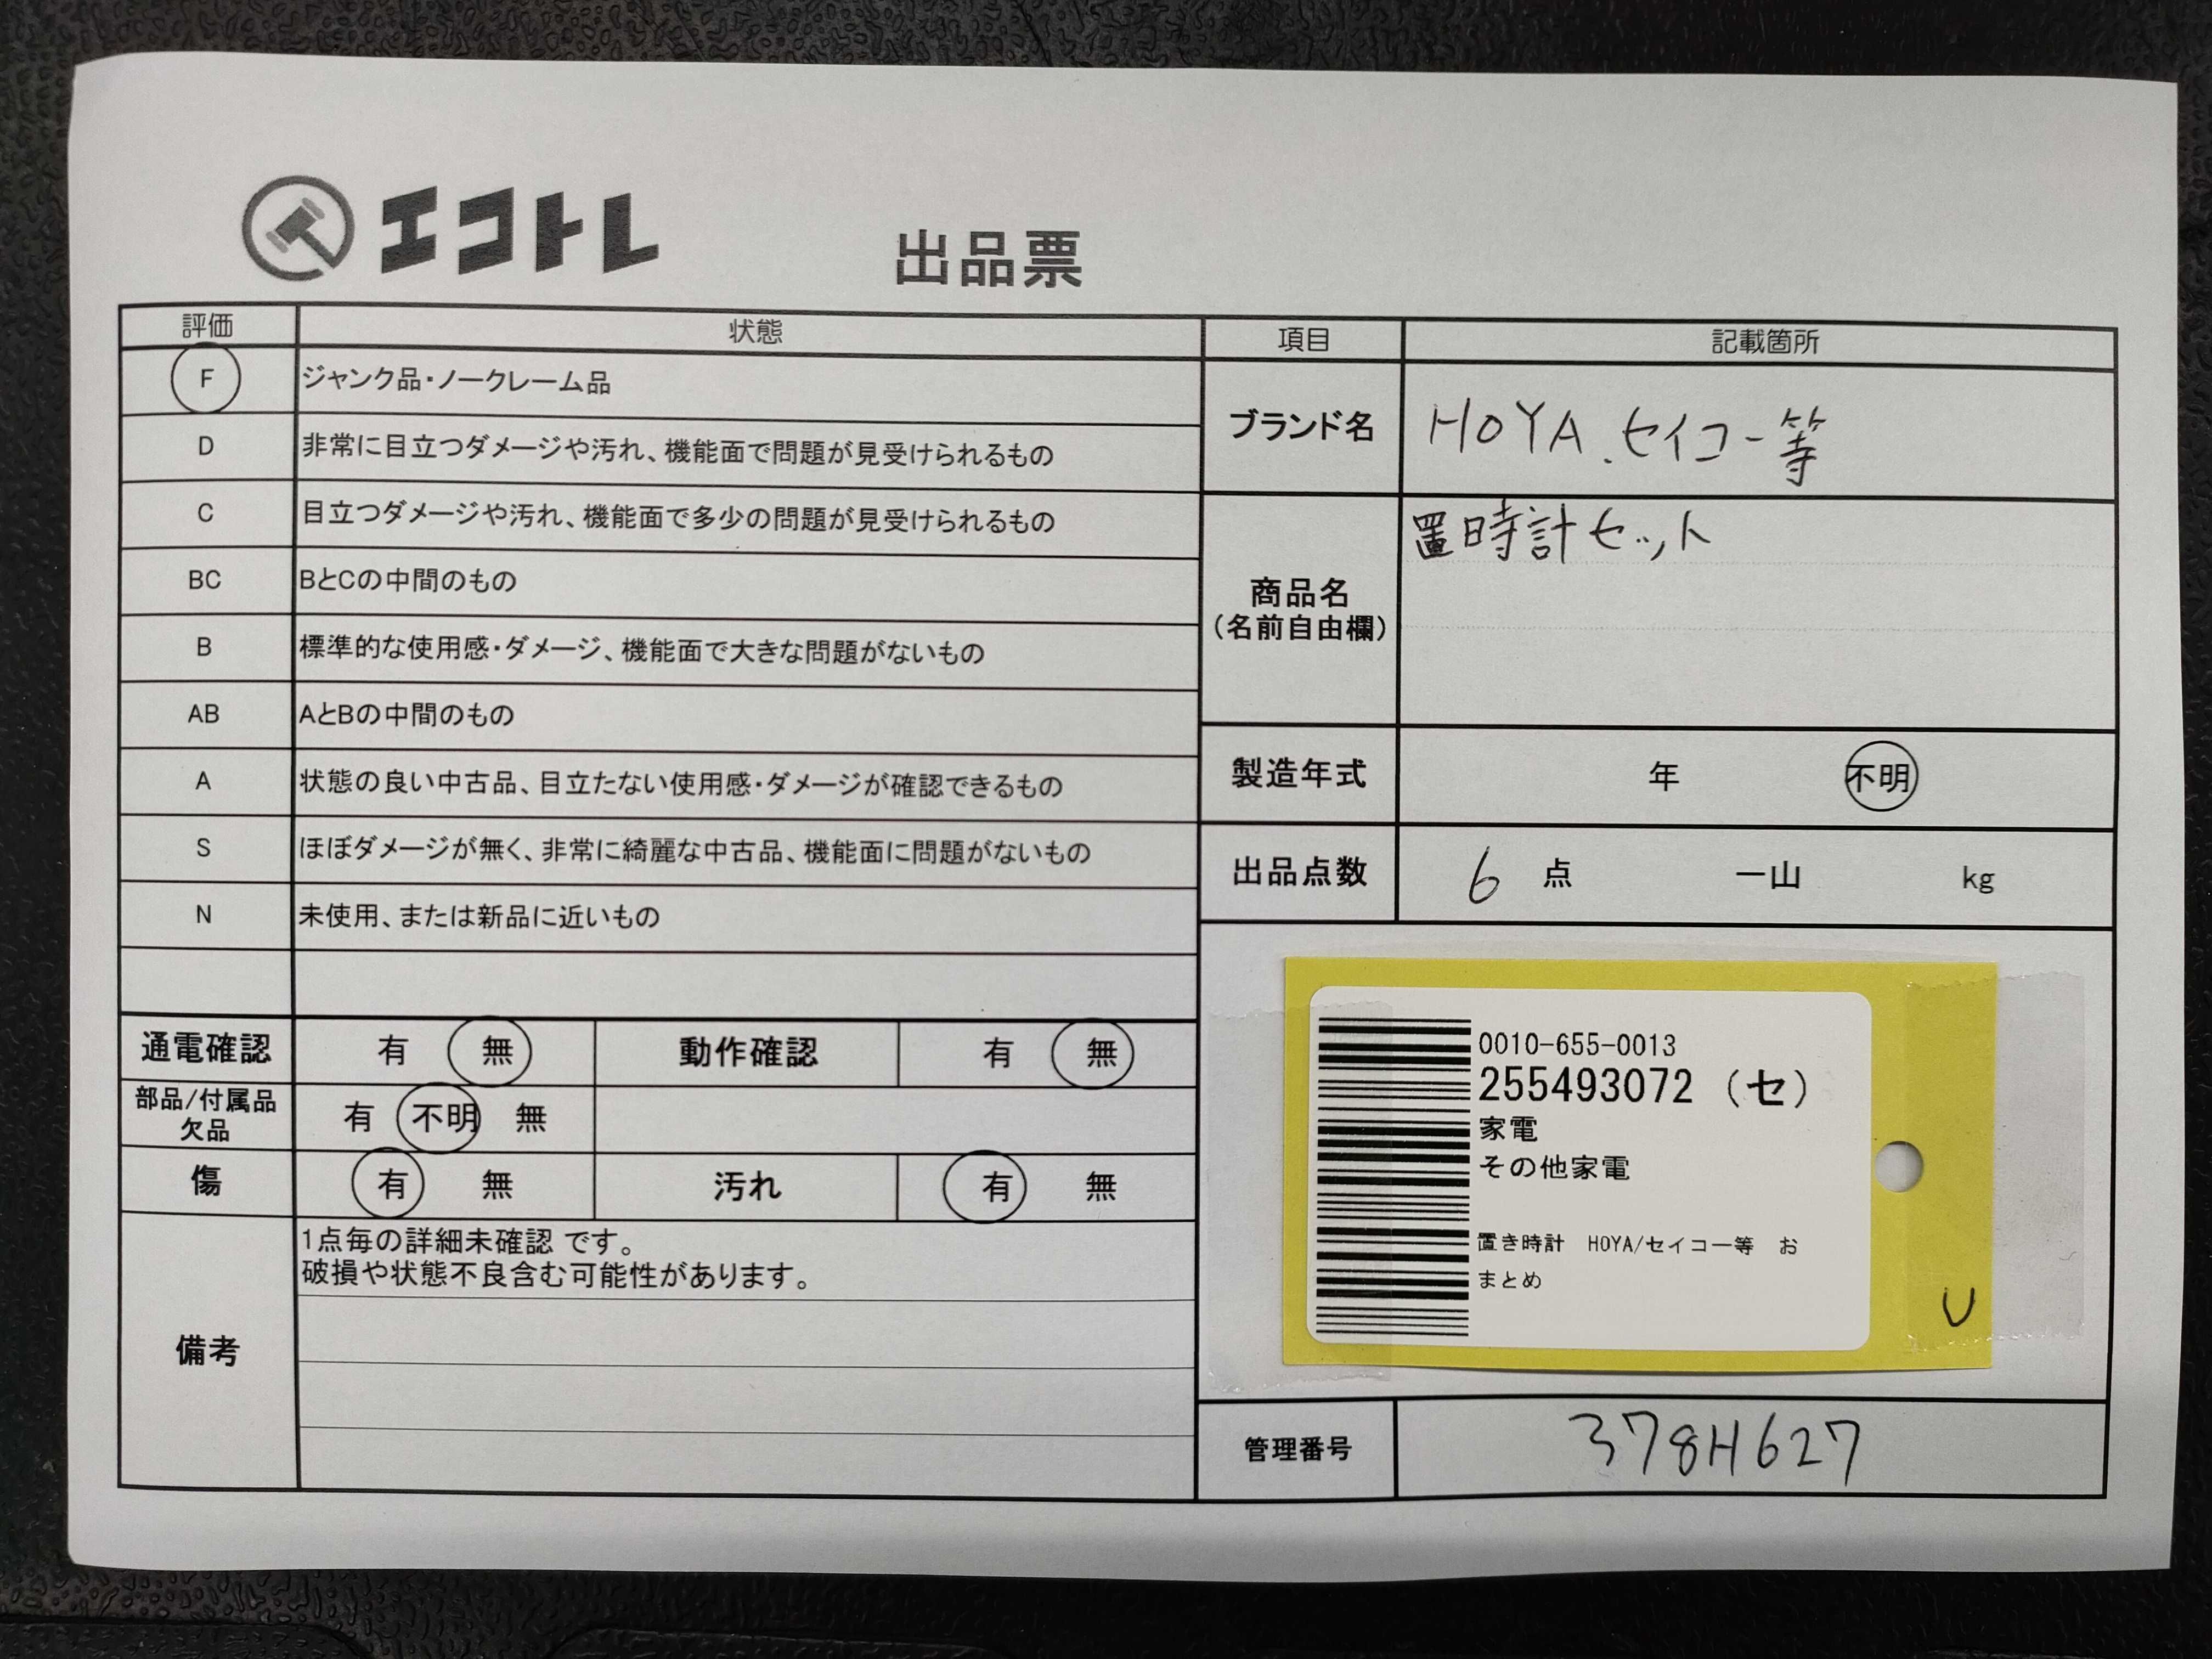 エコトレ
出品票
評価 状態
F ジャンク品・ノークレーム品
D 非常に目立つダメージや汚れ、機能面で問題が見受けられるもの
C 目立つダメージや汚れ、機能面で多少の問題が見受けられるもの
BC BとCの中間のもの
B 標準的な使用感・ダメージ、機能面で大きな問題がないもの
AB AとBの中間のもの
A 状態の良い中古品、目立たない使用感・ダメージが確認できるもの
S ほぼダメージが無く、非常に綺麗な中古品、機能面に問題がないもの
N 未使用、または新品に近いもの
通電確認 有 無 動作確認 有 無
部品/付属品
欠品
有 不明 無
傷 有 無 汚れ 有 無
備考
1点毎の詳細未確認 です。
破損や状態不良含む可能性があります。
項目 記載箇所
ブランド名 HOYA、セイコー等
商品名
(名前自由欄)
置時計セット
製造年式 年 不明
出品点数 6 点 一山 kg
0010-655-0013
255493072 (セ)
家電
その他家電
置き時計 HOYA/セイコー等 お
まとめ
U
管理番号 378H627